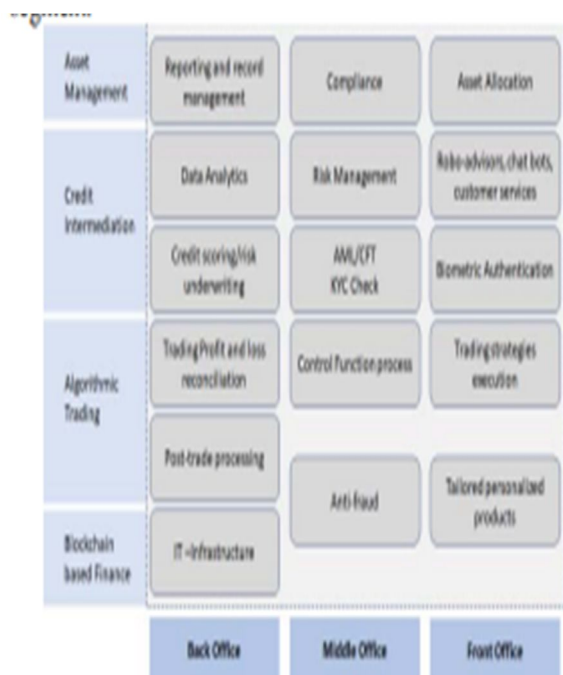 segment.
Asset
Management
Reporting and record
management
Compliance
Asset Allocation
Credit
Intermediation
Data Analytics
Risk Management
Robo-advisors, chat bots,
customer services
Credit scoring/risk
underwriting
AML/CFT
KYC Check
Biometric Authentication
Algorithmic
Trading
Trading Profit and loss
reconciliation
Control Function process
Trading strategies
execution
Post-trade processing
Anti-fraud
Tailored personalized
products
Blockchain
based Finance
IT –Infrastructure
Back Office
Middle Office
Front Office